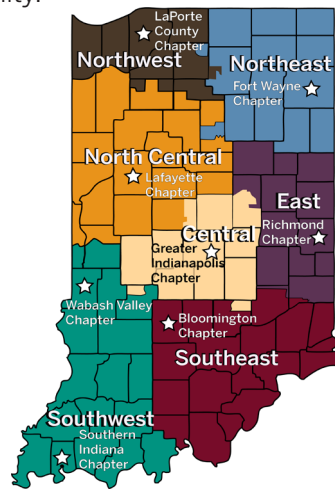 LaPorte
County
Chapter
Northwest
Northeast
Fort Wayne
Chapter
North Central
Lafayette
Chapter
East
Richmond
Chapter
Central
Greater
Indianapolis
Chapter
Wabash Valley
Chapter
Bloomington
Chapter
Southeast
Southwest
Southern
Indiana
Chapter